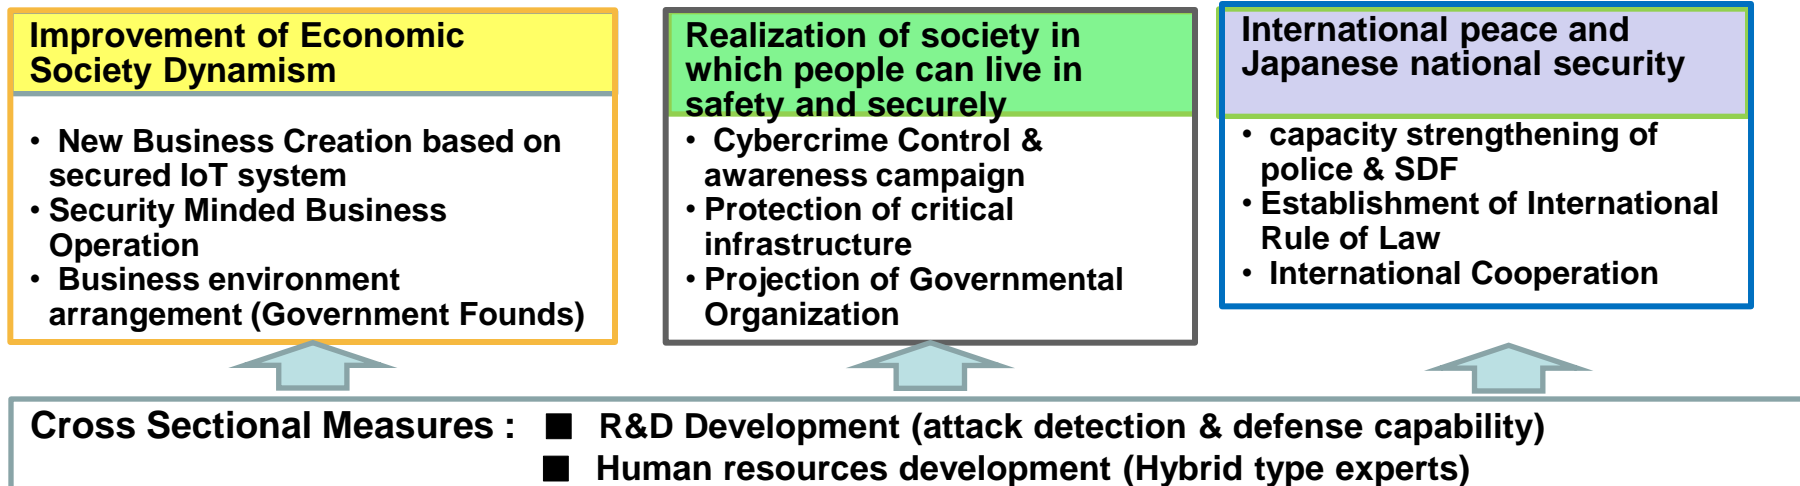 Improvement of Economic
Society Dynamism
• New Business Creation based on
secured IoT system
• Security Minded Business
Operation
• Business environment
arrangement (Government Founds)
Realization of society in
which people can live in
safety and securely
• Cybercrime Control &
awareness campaign
• Protection of critical
infrastructure
• Projection of Governmental
Organization
International peace and
Japanese national security
• capacity strengthening of
police & SDF
• Establishment of International
Rule of Law
• International Cooperation
Cross Sectional Measures : ■ R&D Development (attack detection & defense capability)
■ Human resources development (Hybrid type experts)